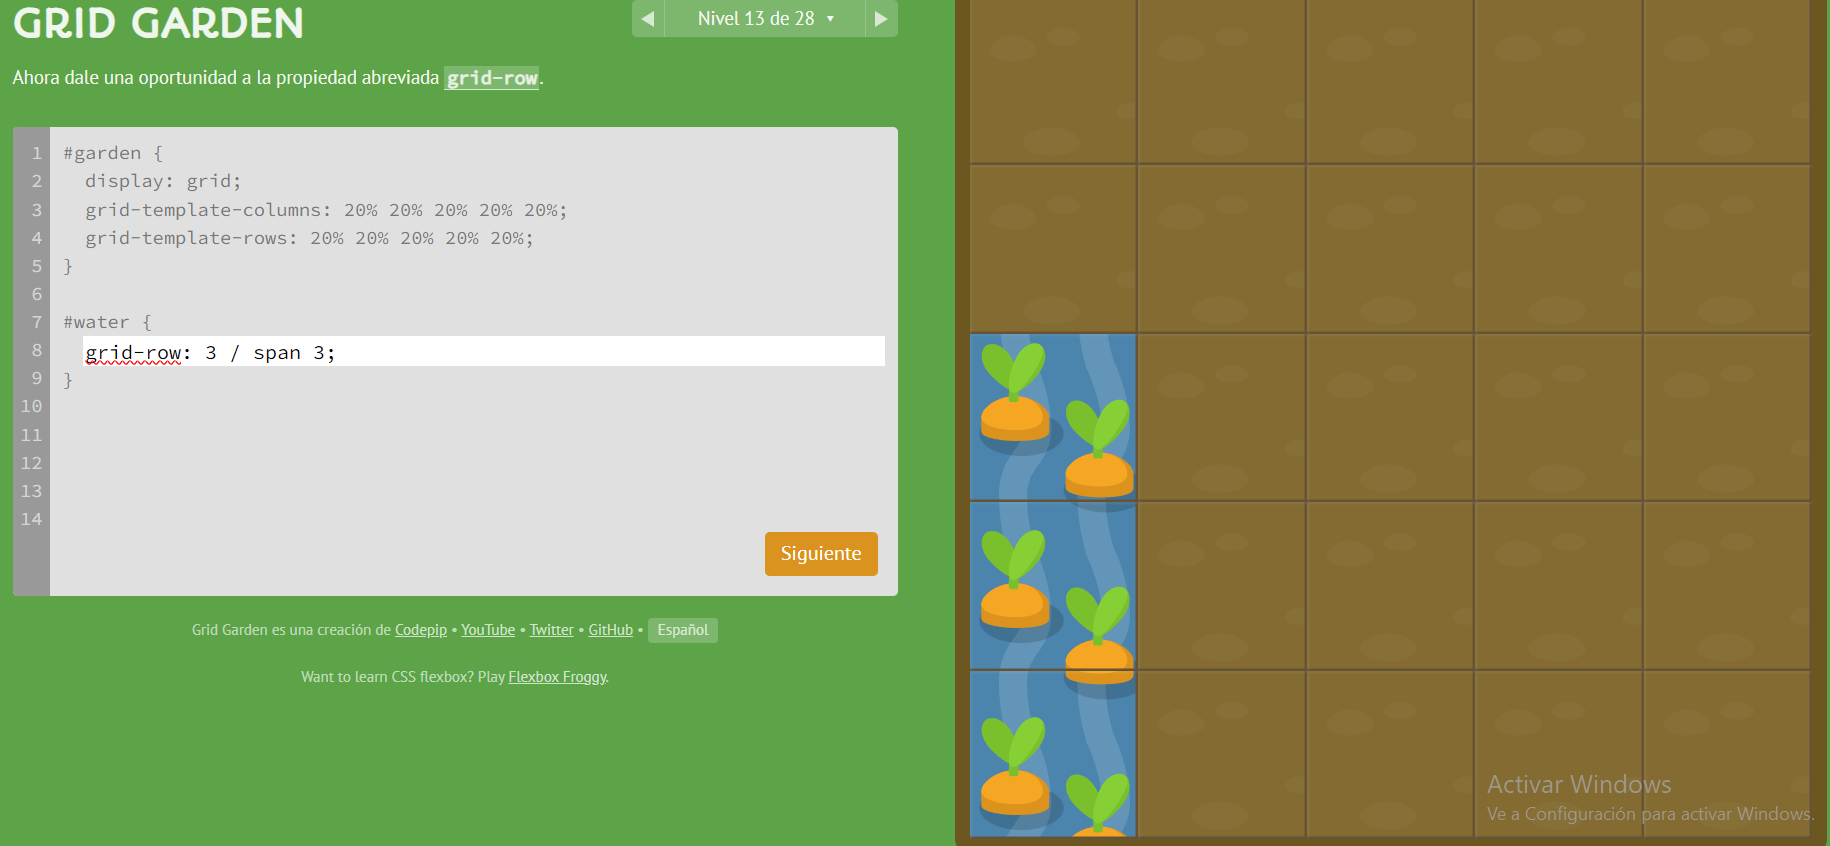 GRID GARDEN
Nivel 13 de 28
Ahora dale una oportunidad a la propiedad abreviada grid-row.
1 #garden {
2 display: grid;
3 grid-template-columns: 20% 20% 20% 20% 20%;
4 grid-template-rows: 20% 20% 20% 20% 20%;
5 }
6
7 #water {
8 grid-row: 3 / span 3;
9 }
10
11
12
13
14
Siguiente
Grid Garden es una creación de Codepip • YouTube • Twitter • GitHub • Español
Want to learn CSS flexbox? Play Flexbox Froggy.
Activar Windows
Ve a Configuración para activar Windows.